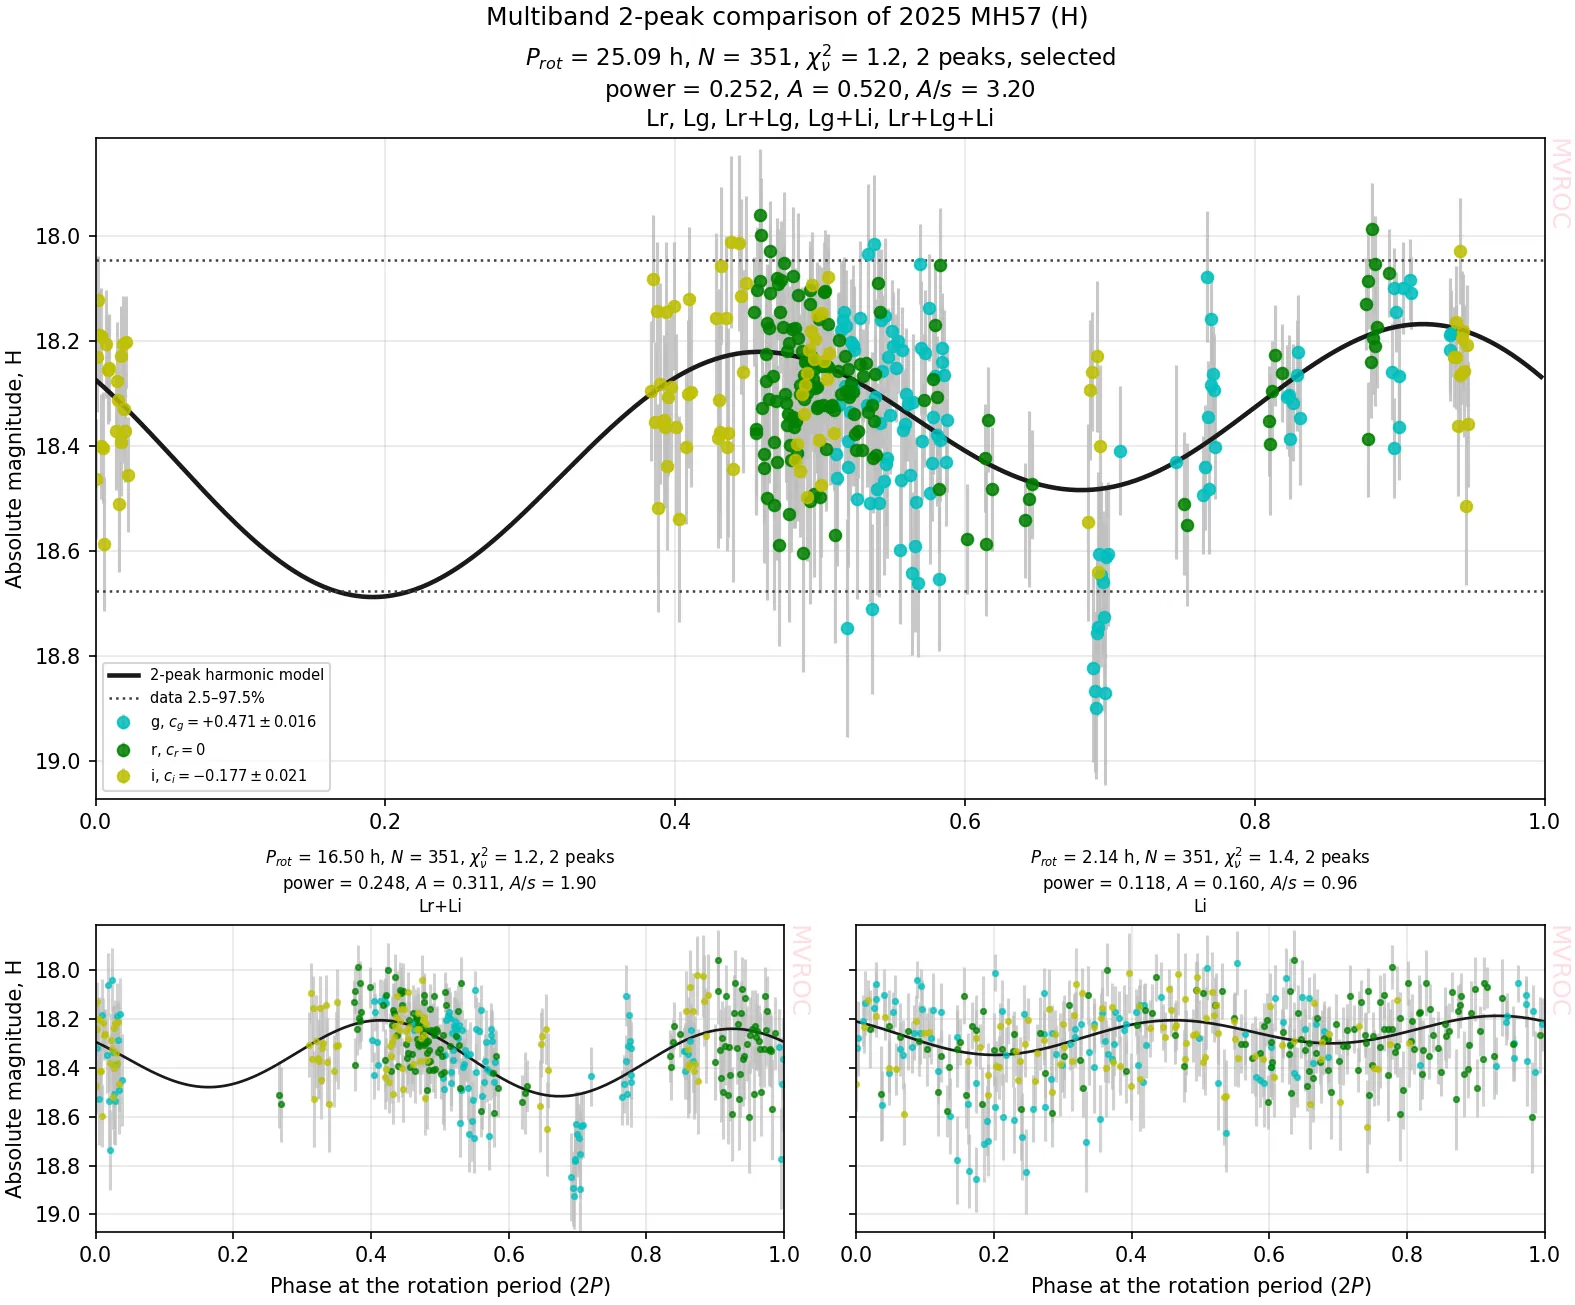 Multiband 2-peak comparison of 2025 MH57 (H)
P_rot = 25.09 h, N = 351, χ²_ν = 1.2, 2 peaks, selected
power = 0.252, A = 0.520, A/s = 3.20
Lr, Lg, Lr+Lg, Lg+Li, Lr+Lg+Li
MVROC
Absolute magnitude, H
18.0
18.2
18.4
18.6
18.8
19.0
2-peak harmonic model
data 2.5–97.5%
g, c_g = +0.471 ± 0.016
r, c_r = 0
i, c_i = −0.177 ± 0.021
0.0 0.2 0.4 0.6 0.8 1.0
P_rot = 16.50 h, N = 351, χ²_ν = 1.2, 2 peaks
power = 0.248, A = 0.311, A/s = 1.90
Lr+Li
MVROC
Absolute magnitude, H
18.0
18.2
18.4
18.6
18.8
19.0
0.0 0.2 0.4 0.6 0.8 1.0
Phase at the rotation period (2P)
P_rot = 2.14 h, N = 351, χ²_ν = 1.4, 2 peaks
power = 0.118, A = 0.160, A/s = 0.96
Li
MVROC
0.0 0.2 0.4 0.6 0.8 1.0
Phase at the rotation period (2P)